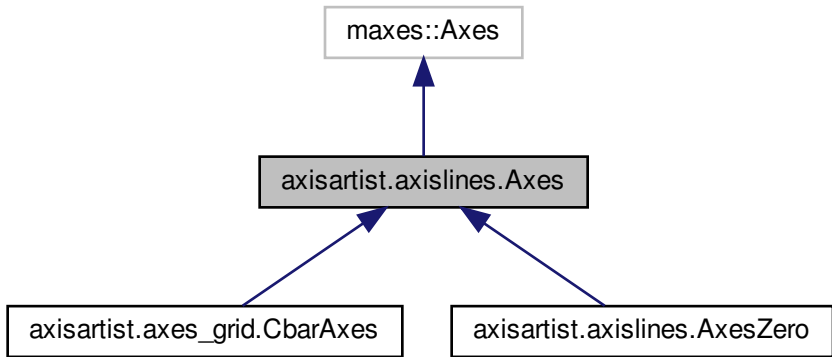 maxes::Axes
axisartist.axislines.Axes
axisartist.axes_grid.CbarAxes
axisartist.axislines.AxesZero